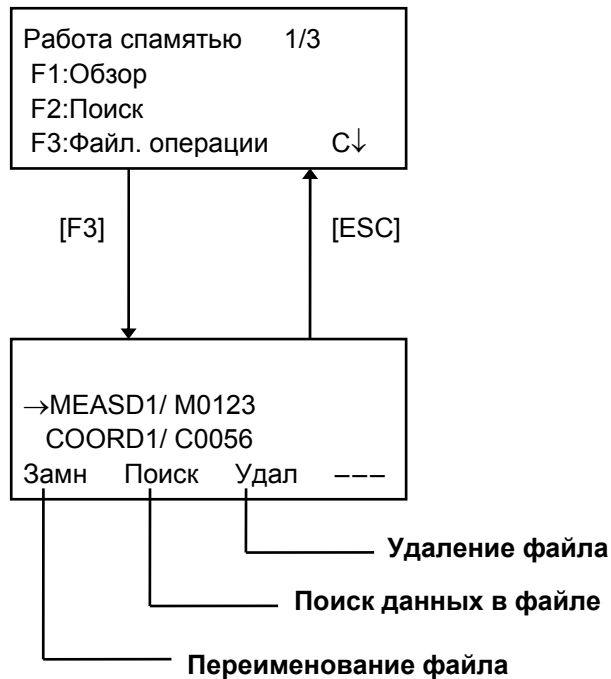 Работа спамятью 1/3
F1:Обзор
F2:Поиск
F3:Файл. операции С↓
[F3] [ESC]
→MEASD1/ M0123
COORD1/ C0056
Замн Поиск Удал –––
Удаление файла
Поиск данных в файле
Переименование файла